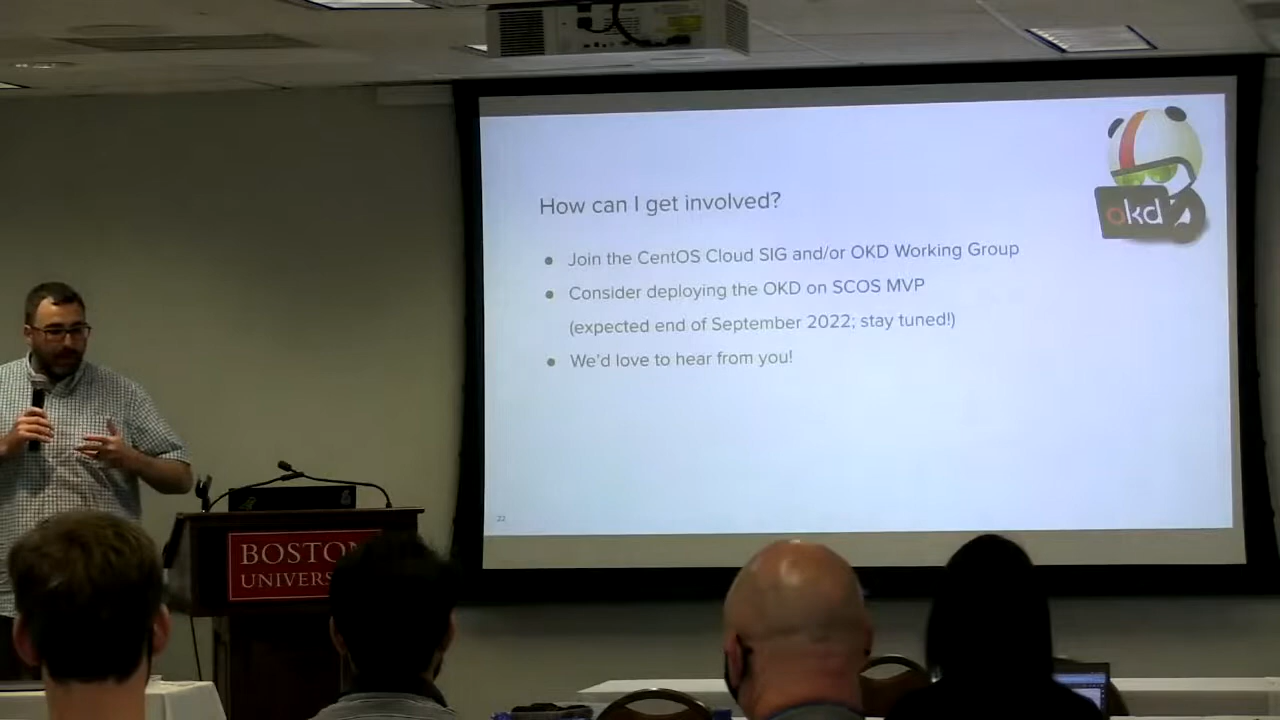 okd
How can I get involved?
● Join the CentOS Cloud SIG and/or OKD Working Group
● Consider deploying the OKD on SCOS MVP
(expected end of September 2022; stay tuned!)
● We'd love to hear from you!
22
BOSTON
UNIVERS